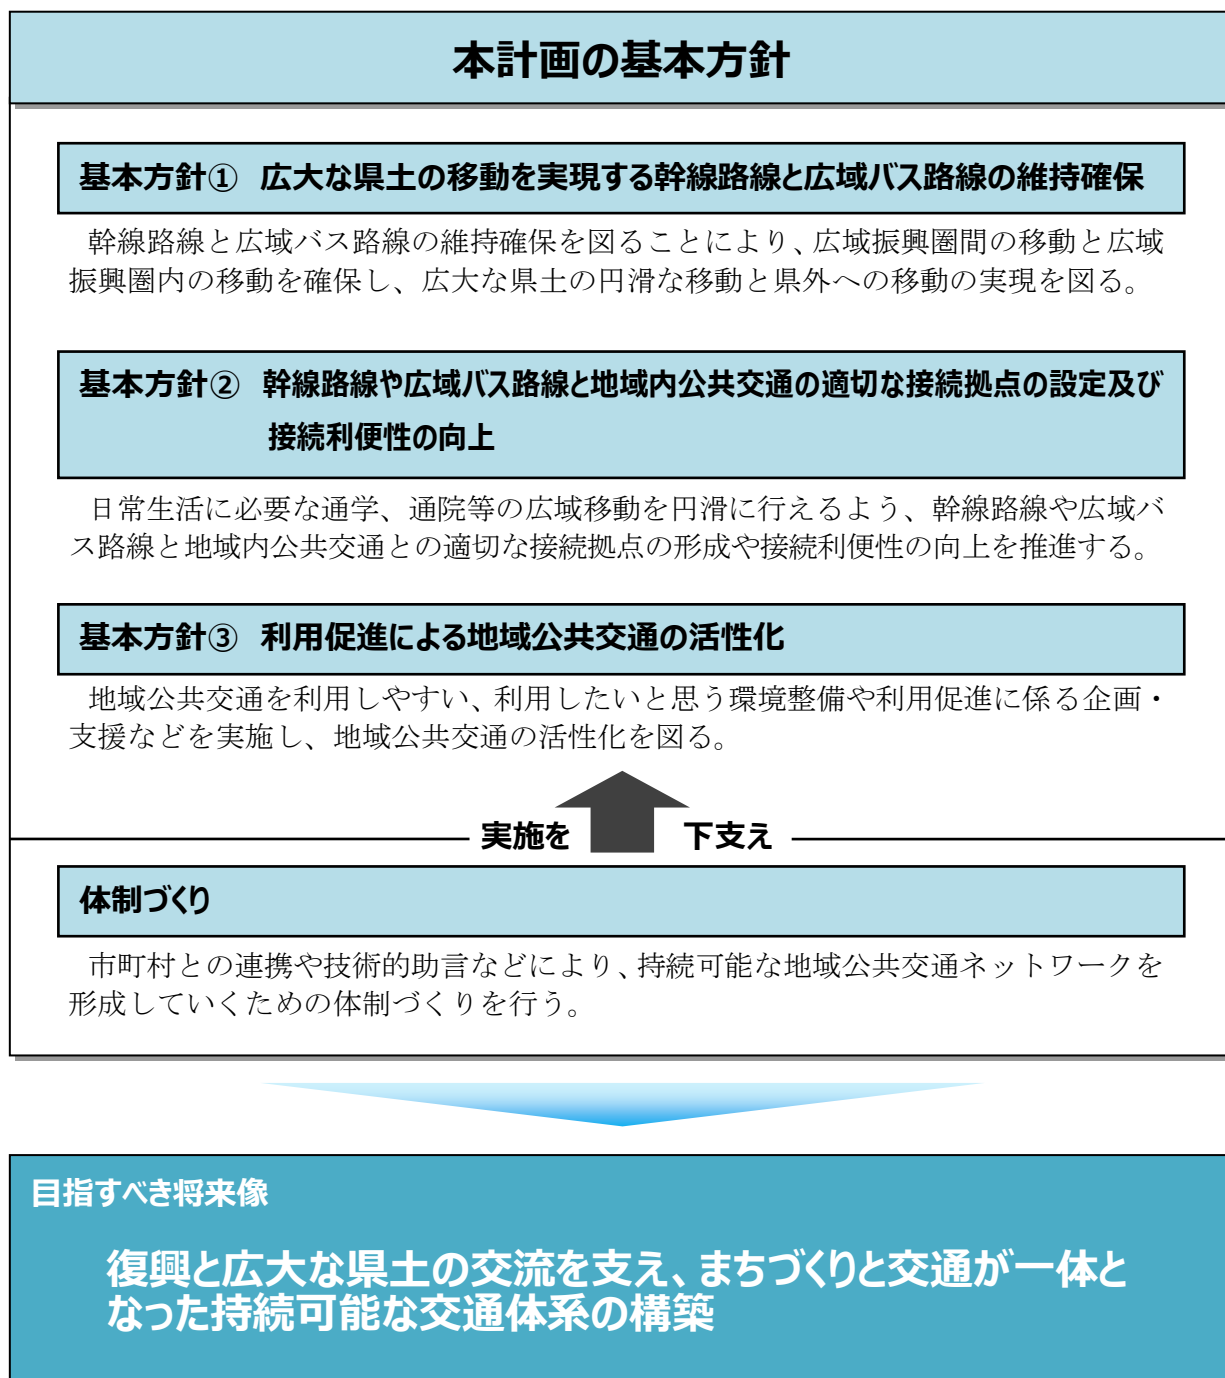 本計画の基本方針
基本方針① 広大な県土の移動を実現する幹線路線と広域バス路線の維持確保
幹線路線と広域バス路線の維持確保を図ることにより、広域振興圏間の移動と広域
振興圏内の移動を確保し、広大な県土の円滑な移動と県外への移動の実現を図る。
基本方針② 幹線路線や広域バス路線と地域内公共交通の適切な接続拠点の設定及び
接続利便性の向上
日常生活に必要な通学、通院等の広域移動を円滑に行えるよう、幹線路線や広域バ
ス路線と地域内公共交通との適切な接続拠点の形成や接続利便性の向上を推進する。
基本方針③ 利用促進による地域公共交通の活性化
地域公共交通を利用しやすい、利用したいと思う環境整備や利用促進に係る企画・
支援などを実施し、地域公共交通の活性化を図る。
実施を 下支え
体制づくり
市町村との連携や技術的助言などにより、持続可能な地域公共交通ネットワークを
形成していくための体制づくりを行う。
目指すべき将来像
復興と広大な県土の交流を支え、まちづくりと交通が一体と
なった持続可能な交通体系の構築